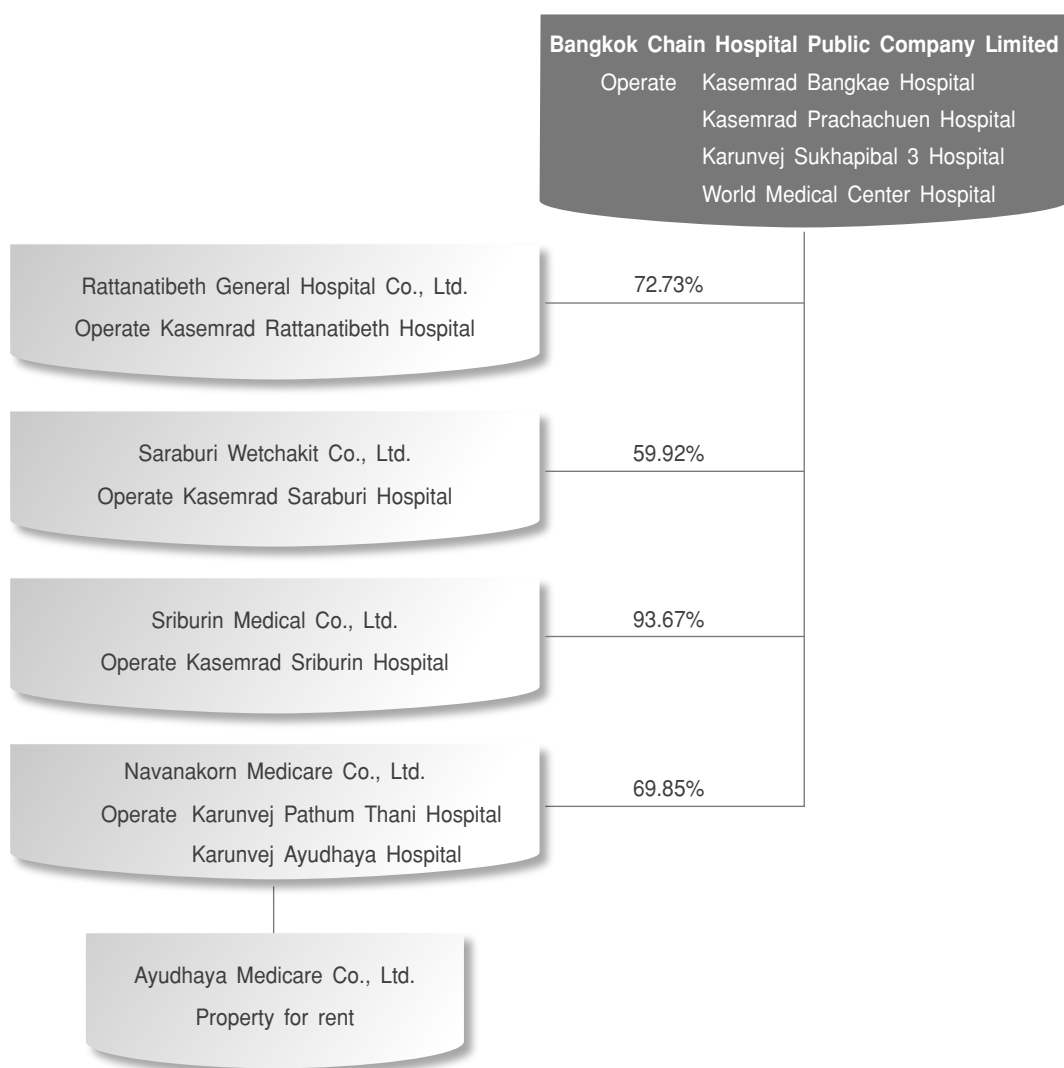 Bangkok Chain Hospital Public Company Limited
Operate Kasemrad Bangkae Hospital
Kasemrad Prachachuen Hospital
Karunvej Sukhapibal 3 Hospital
World Medical Center Hospital
Rattanatibeth General Hospital Co., Ltd.
Operate Kasemrad Rattanatibeth Hospital
72.73%
Saraburi Wetchakit Co., Ltd.
Operate Kasemrad Saraburi Hospital
59.92%
Sriburin Medical Co., Ltd.
Operate Kasemrad Sriburin Hospital
93.67%
Navanakorn Medicare Co., Ltd.
Operate Karunvej Pathum Thani Hospital
Karunvej Ayudhaya Hospital
69.85%
Ayudhaya Medicare Co., Ltd.
Property for rent